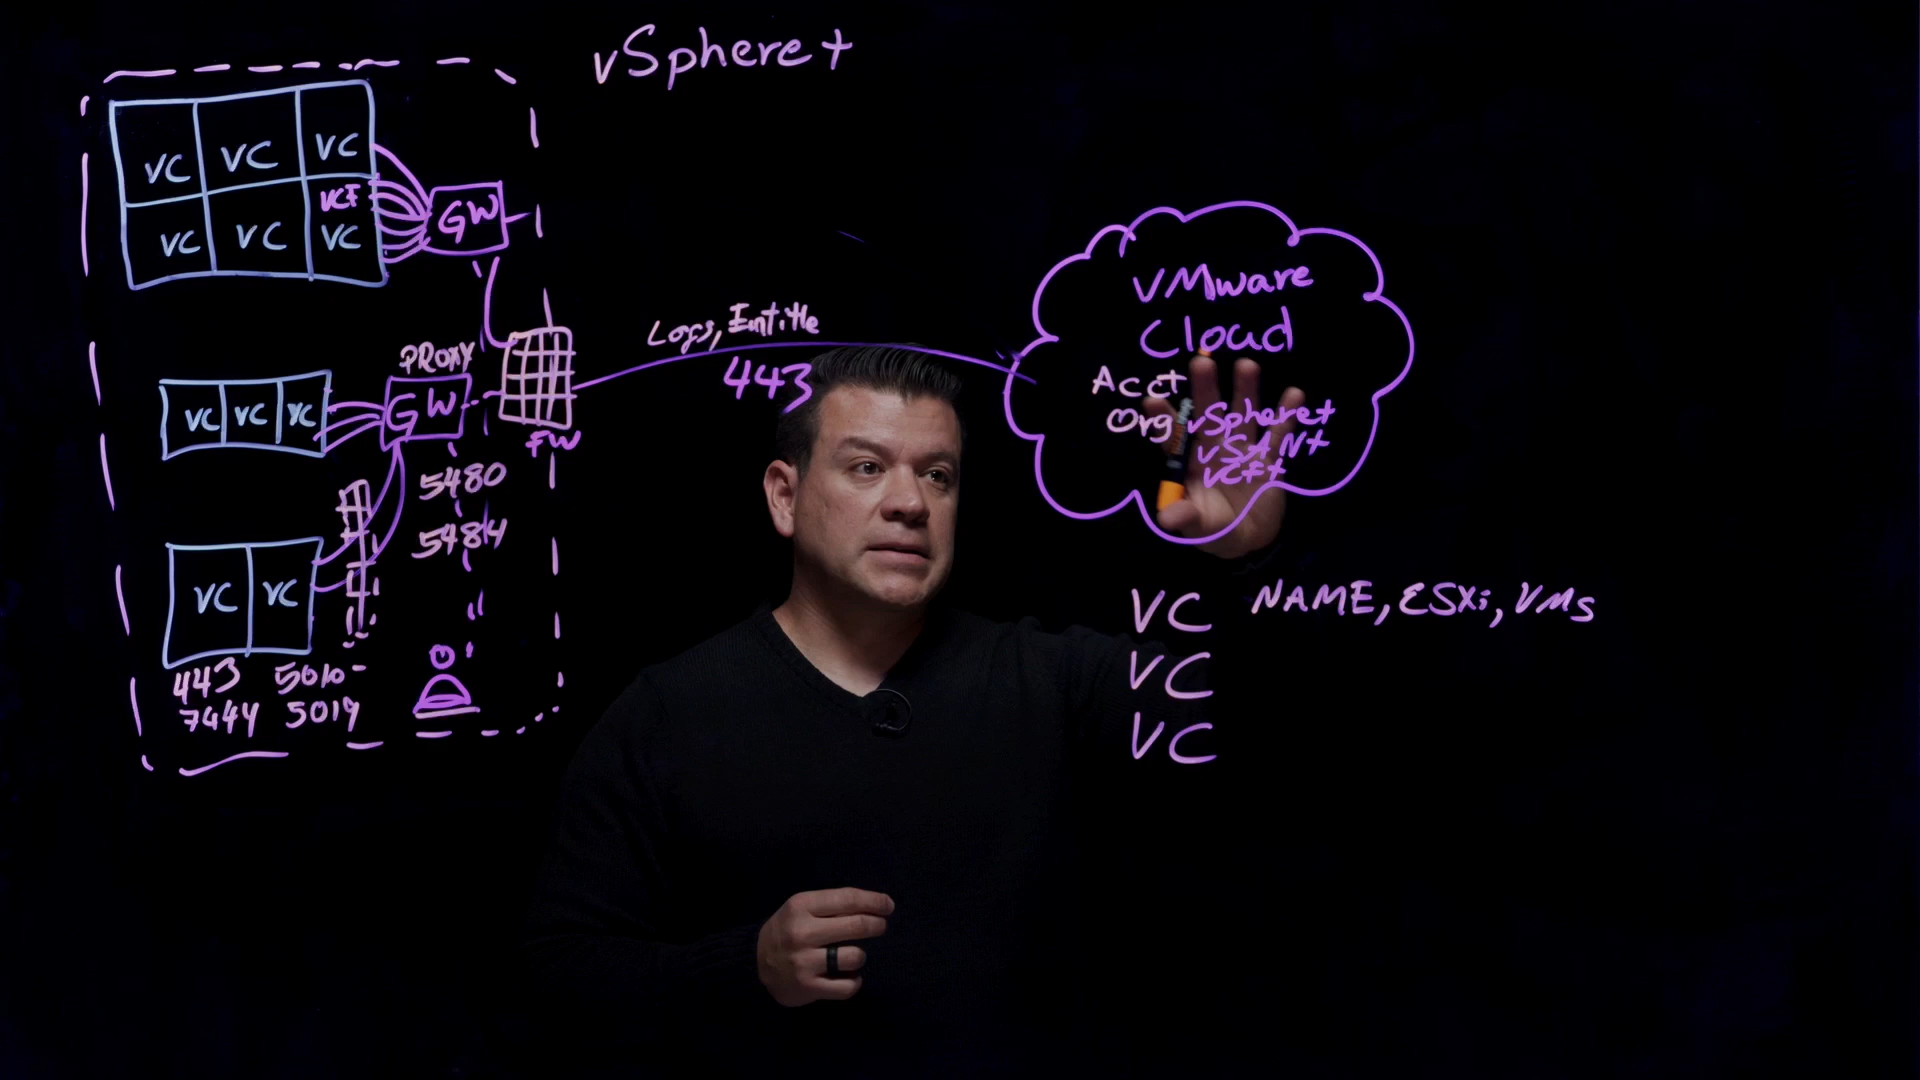 vSphere+
VC VC VC
VCF
VC VC VC
GW
PROXY
VC VC VC
GW
FW
5480
5484
VC VC
443 5010-
7444 5019
Logs, Entitle
443
VMware
Cloud
Acct
Org
vSphere+
vSAN+
VCF+
VC NAME, ESXi, VMs
VC
VC